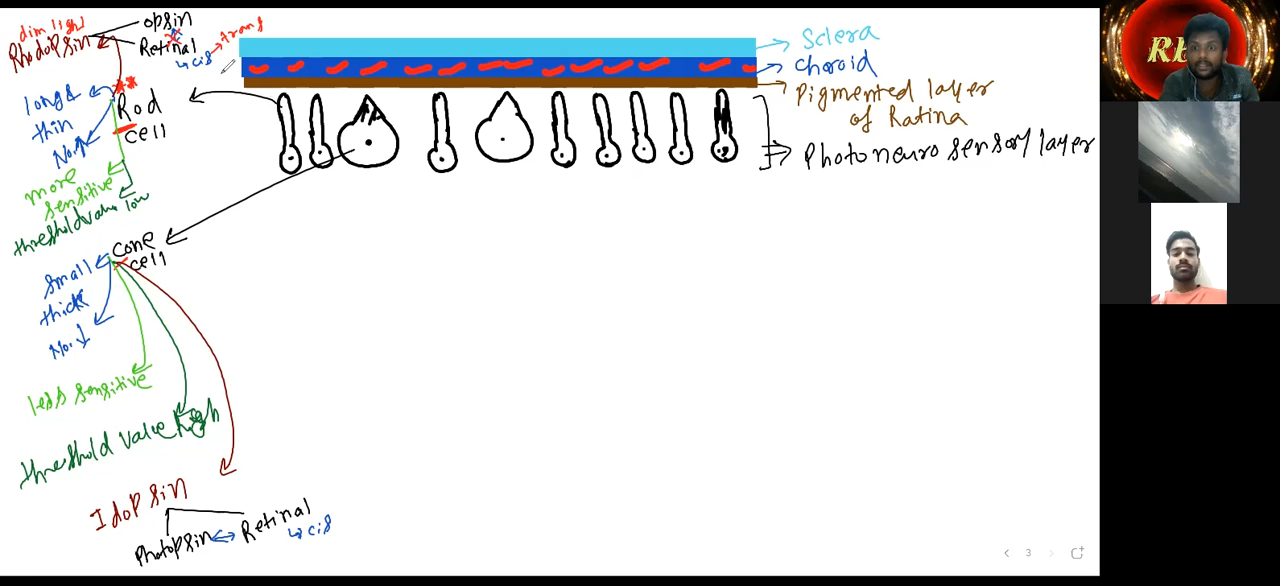 dim light
Rhodopsin
opsin
Retinal
cis
trans
long &
thin
No.↑
Rod
cell
more
sensitive
threshold value low
Cone
cell
small
thick
No. ↓
less sensitive
threshold value high
IdoPsin
PhotoPsin
Retinal
cis
Sclera
Choroid
Pigmented layer
of Ratina
Photoneuro sensory layer
3